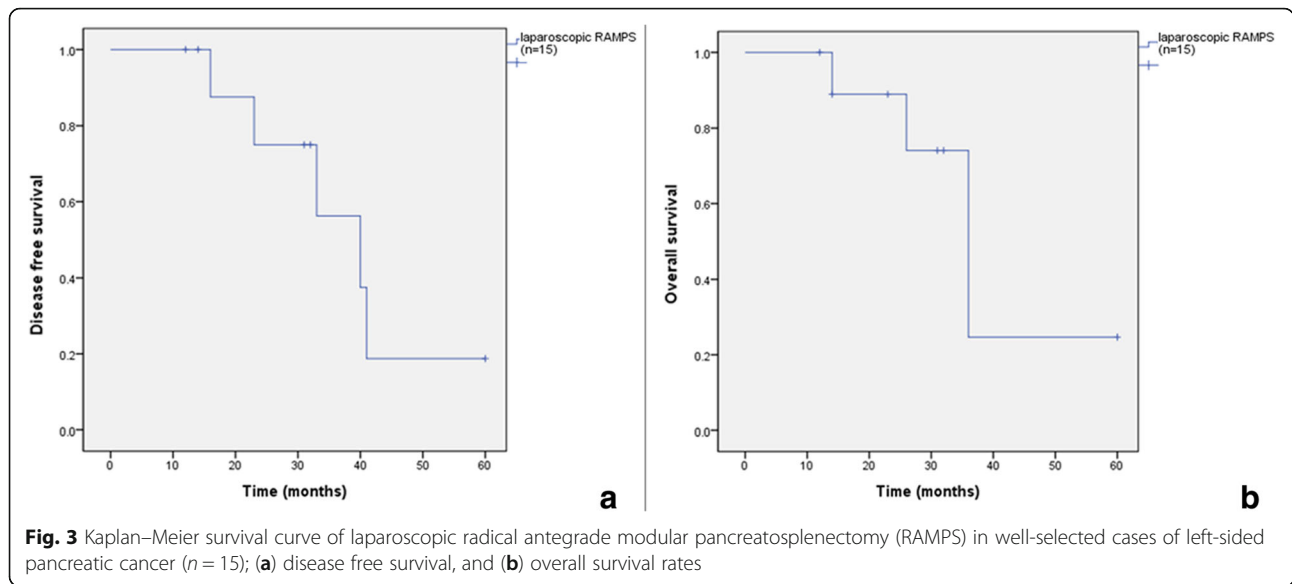 laparoscopic RAMPS
(n=15)
1.0
0.8
0.6
0.4
0.2
0.0
Disease free survival
0 10 20 30 40 50 60
Time (months)
a
laparoscopic RAMPS
(n=15)
1.0
0.8
0.6
0.4
0.2
0.0
Overall survival
0 10 20 30 40 50 60
Time (months)
b
Fig. 3 Kaplan–Meier survival curve of laparoscopic radical antegrade modular pancreatosplenectomy (RAMPS) in well-selected cases of left-sided
pancreatic cancer (n = 15); (a) disease free survival, and (b) overall survival rates